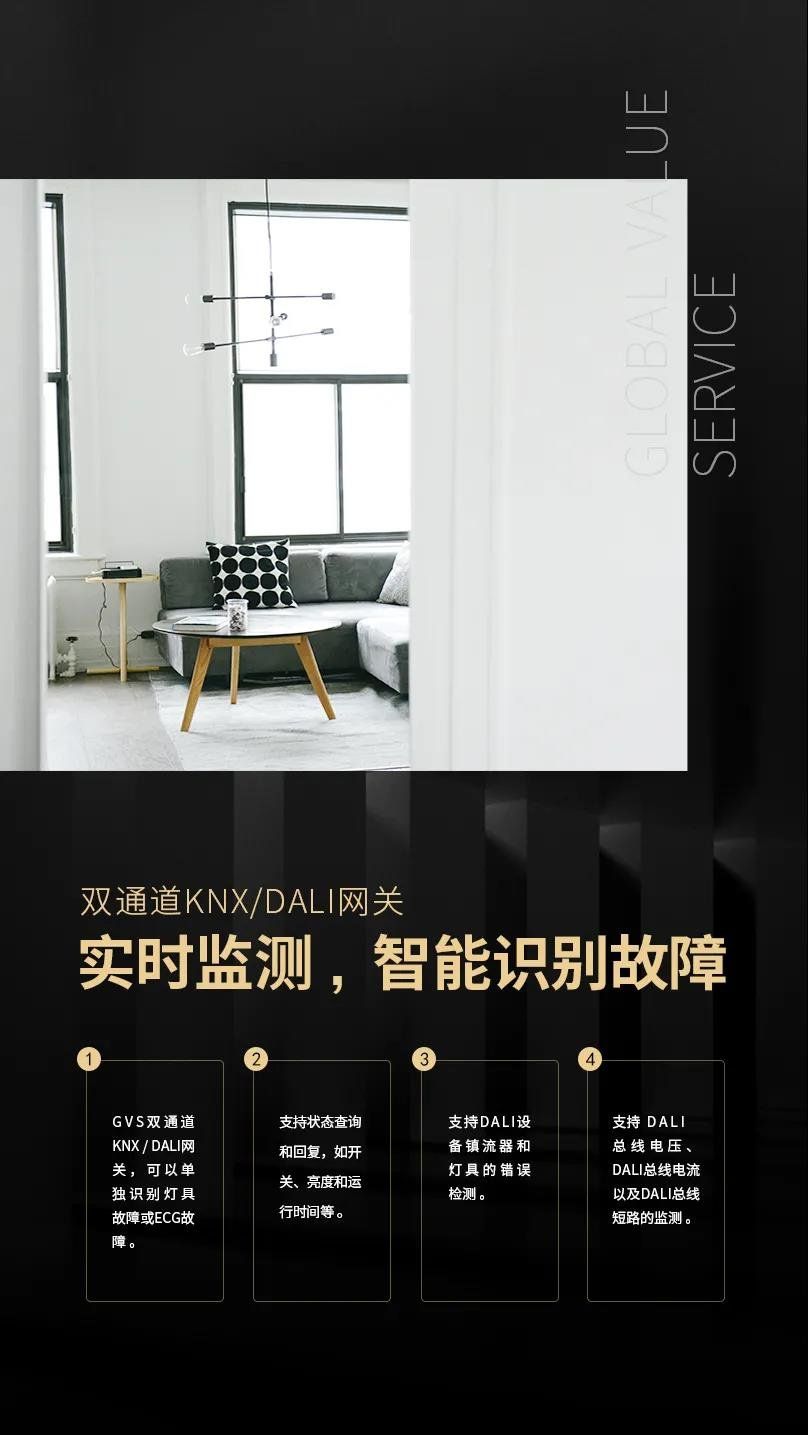 GLOBAL VALUE
SERVICE
双通道KNX/DALI网关
实时监测，智能识别故障
1
GVS双通道
KNX/DALI网
关，可以单
独识别灯具
故障或ECG故
障。
2
支持状态查询
和回复，如开
关、亮度和运
行时间等。
3
支持DALI设
备镇流器和
灯具的错误
检测。
4
支持 DALI
总线电压、
DALI总线电流
以及DALI总线
短路的监测。